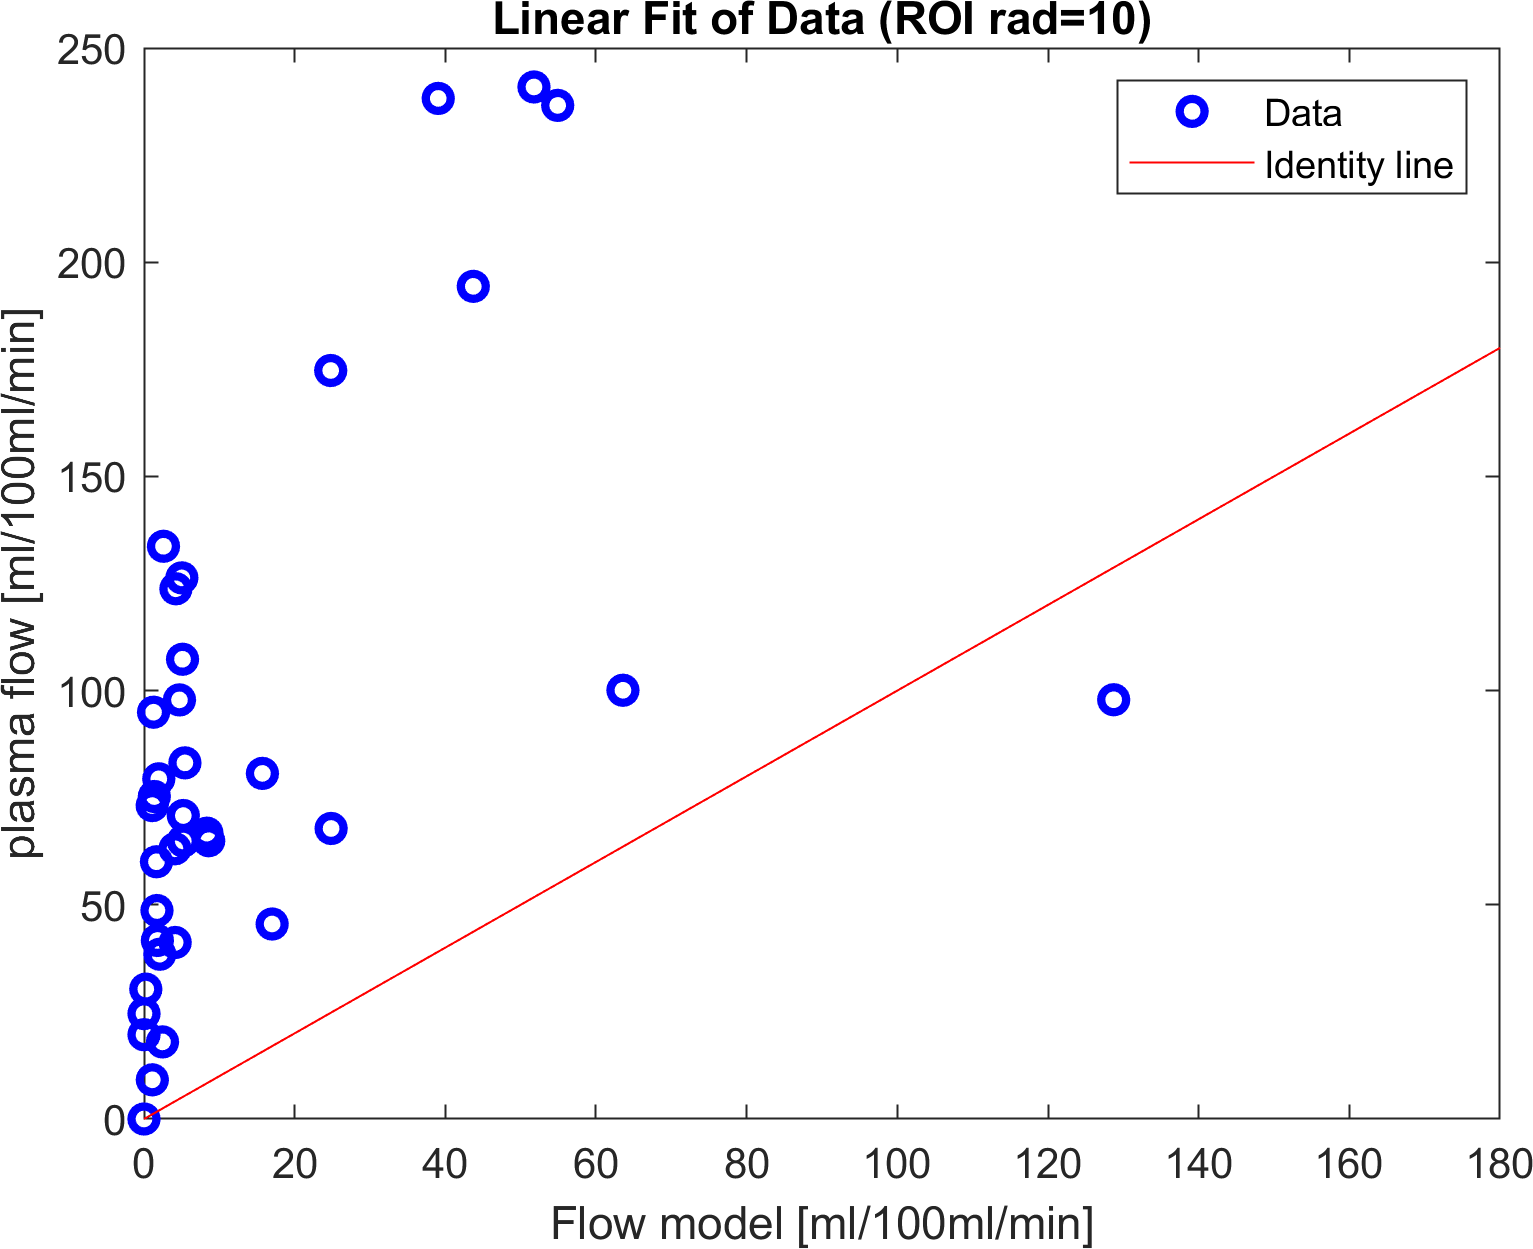 Linear Fit of Data (ROI rad=10)
250
200
150
100
50
0
plasma flow [ml/100ml/min]
Data
Identity line
0 20 40 60 80 100 120 140 160 180
Flow model [ml/100ml/min]